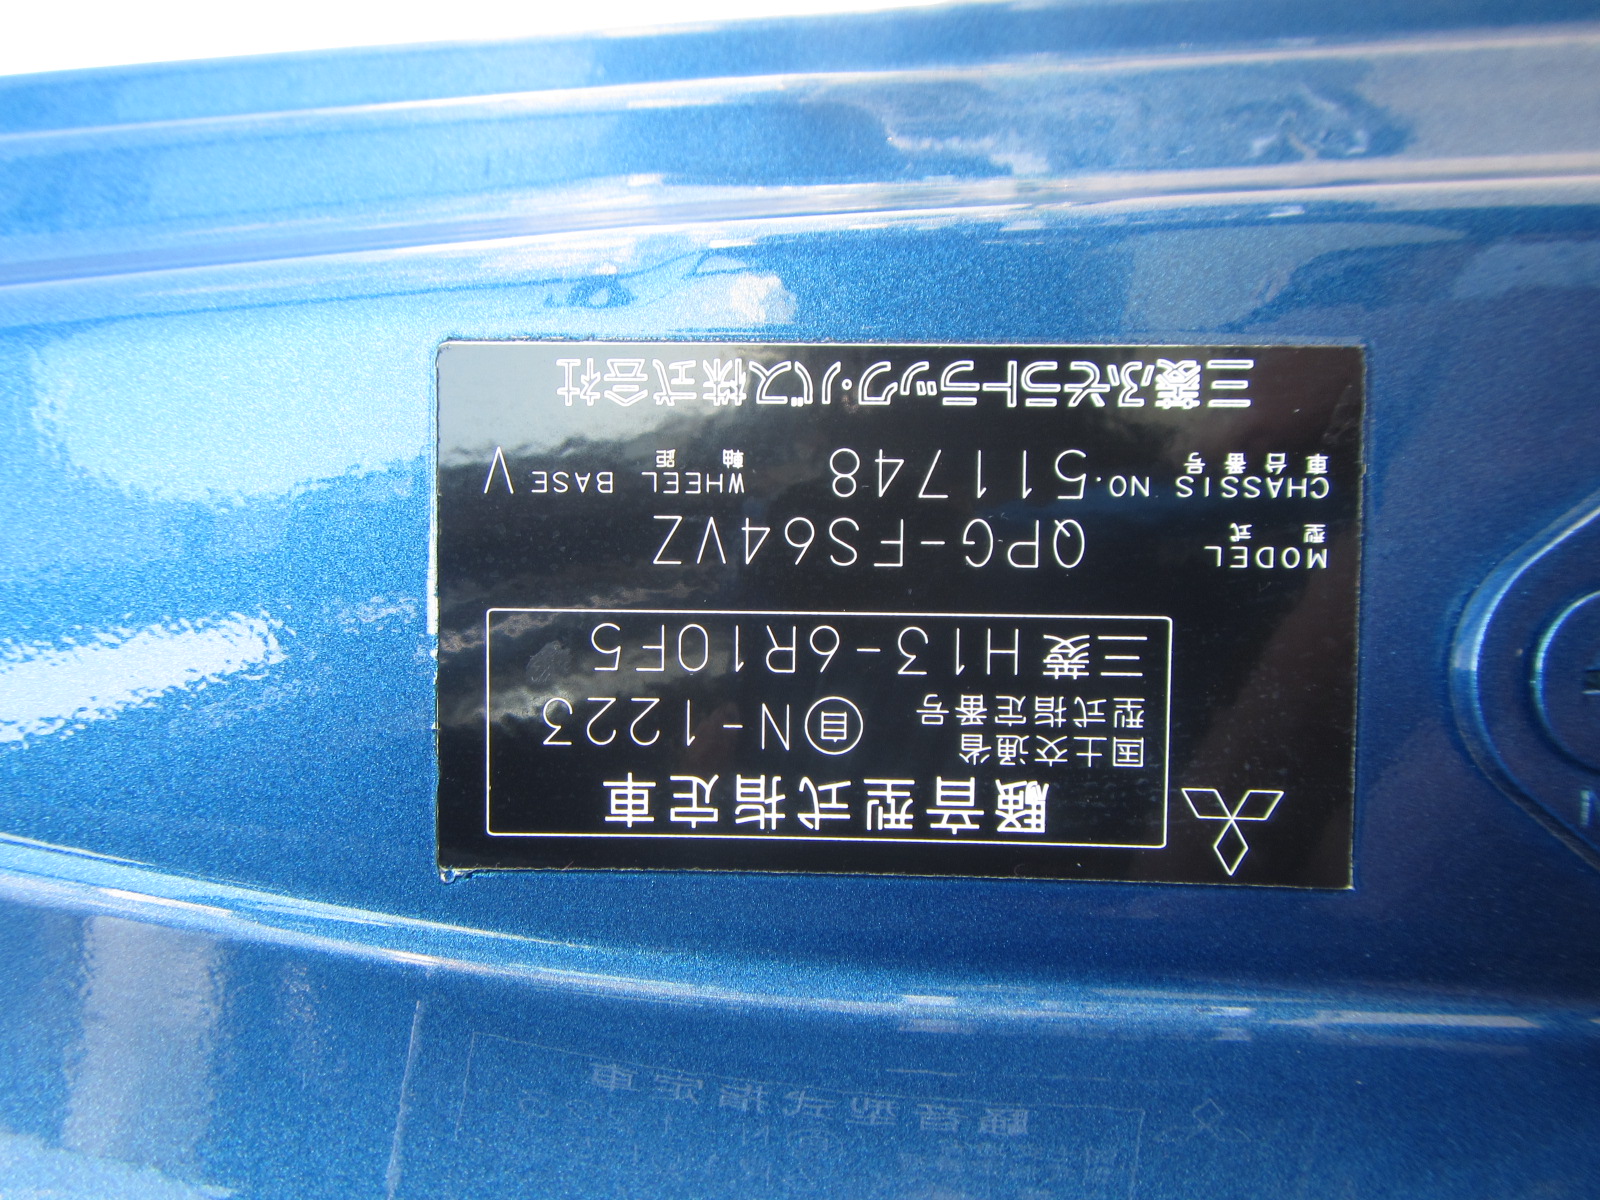 騒音型式指定車
国土交通省
型式指定番号 自N-1223
三菱 H13-6R10F5
MODEL 型式 QPG-FS64VZ
CHASSIS NO. 車台番号 511748 WHEEL BASE 軸距 V
三菱ふそうトラック・バス株式会社